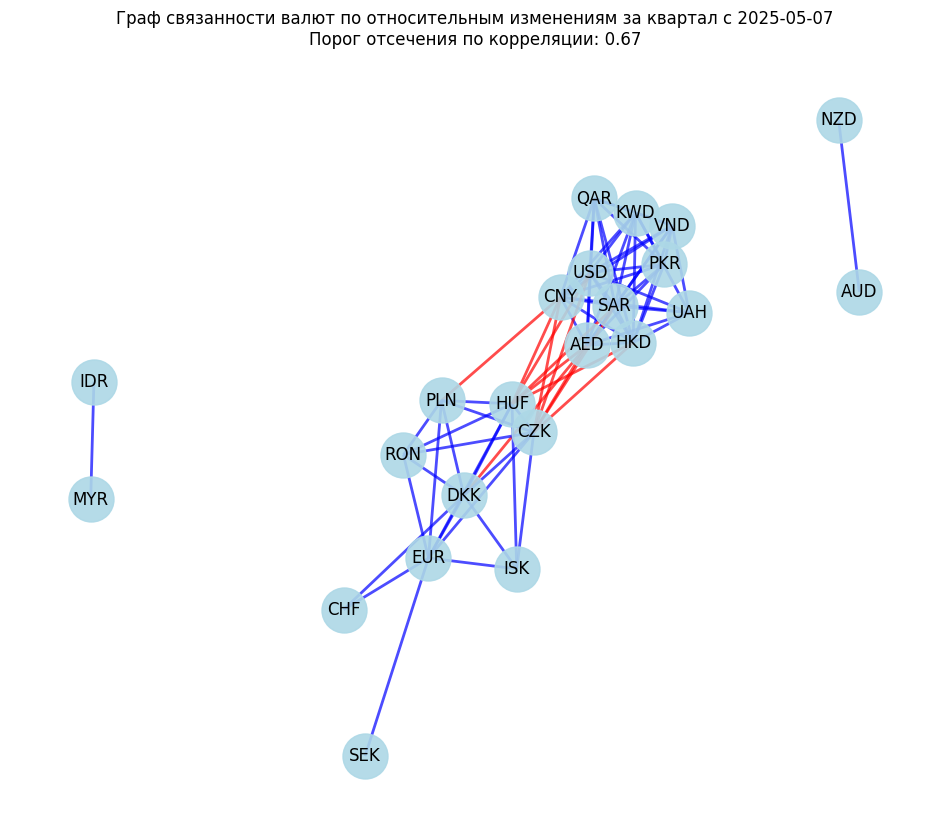 Граф связанности валют по относительным изменениям за квартал с 2025-05-07
Порог отсечения по корреляции: 0.67
NZD
QAR
KWD
VND
PKR
USD
AUD
CNY
SAR
UAH
AED
HKD
IDR
PLN
HUF
CZK
RON
DKK
MYR
EUR
ISK
CHF
SEK